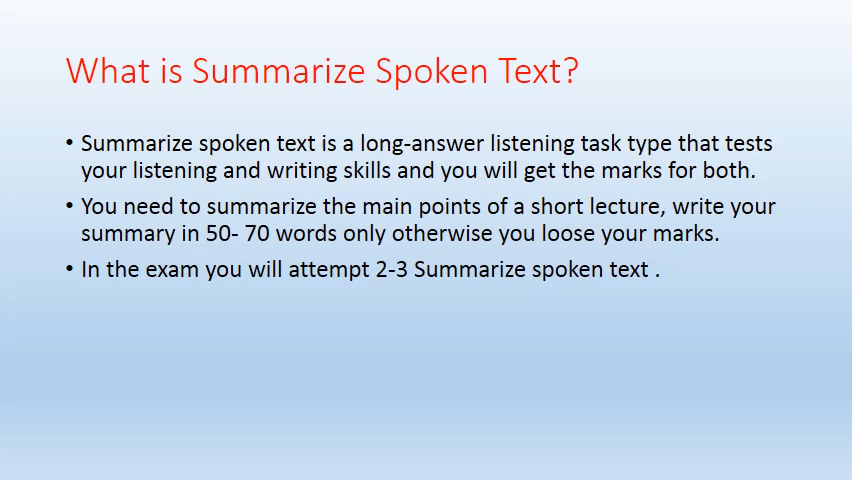 What is Summarize Spoken Text?
• Summarize spoken text is a long-answer listening task type that tests
your listening and writing skills and you will get the marks for both.
• You need to summarize the main points of a short lecture, write your
summary in 50- 70 words only otherwise you loose your marks.
• In the exam you will attempt 2-3 Summarize spoken text .